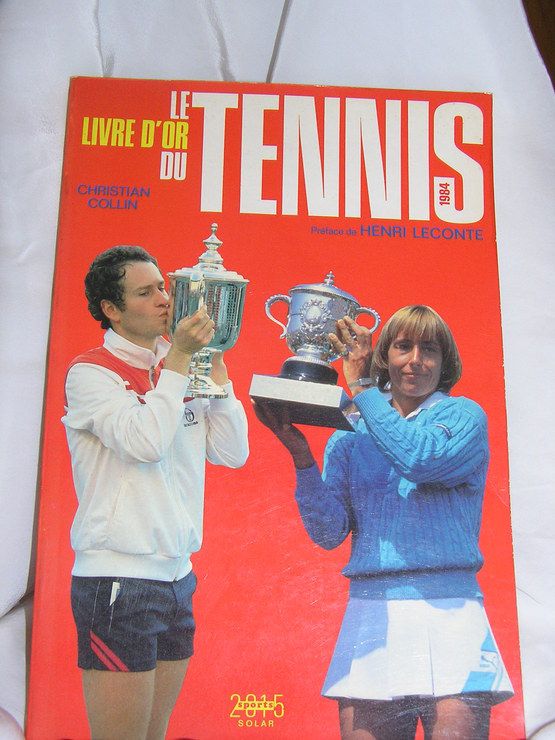 LE
LIVRE D'OR
DU
TENNIS
1984
CHRISTIAN
COLLIN
Préface de HENRI LECONTE
sports
2015
SOLAR